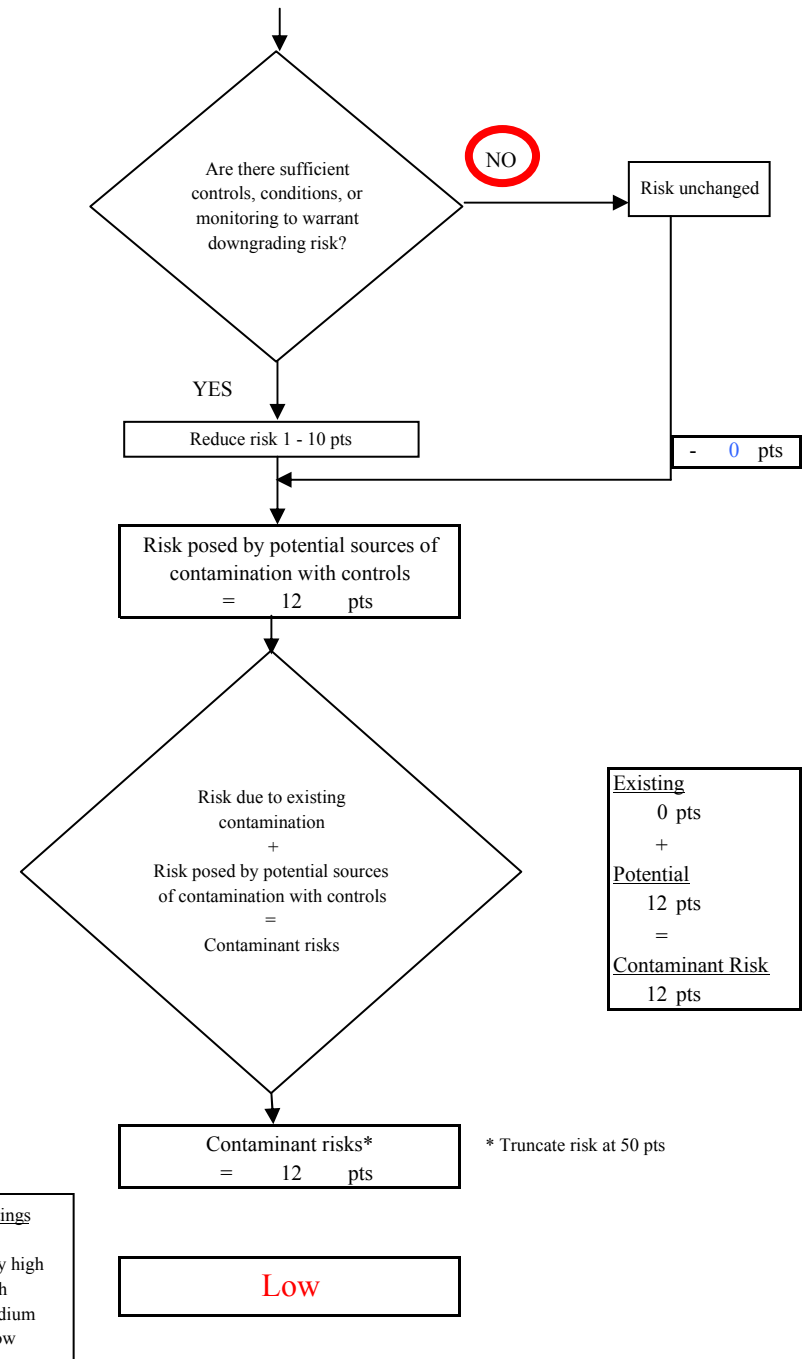 Are there sufficient
controls, conditions, or
monitoring to warrant
downgrading risk?
NO
Risk unchanged
YES
Reduce risk 1 - 10 pts
- 0 pts
Risk posed by potential sources of
contamination with controls
= 12 pts
Risk due to existing
contamination
+
Risk posed by potential sources
of contamination with controls
=
Contaminant risks
Existing
0 pts
+
Potential
12 pts
=
Contaminant Risk
12 pts
Contaminant risks*
= 12 pts
* Truncate risk at 50 pts
high
Low